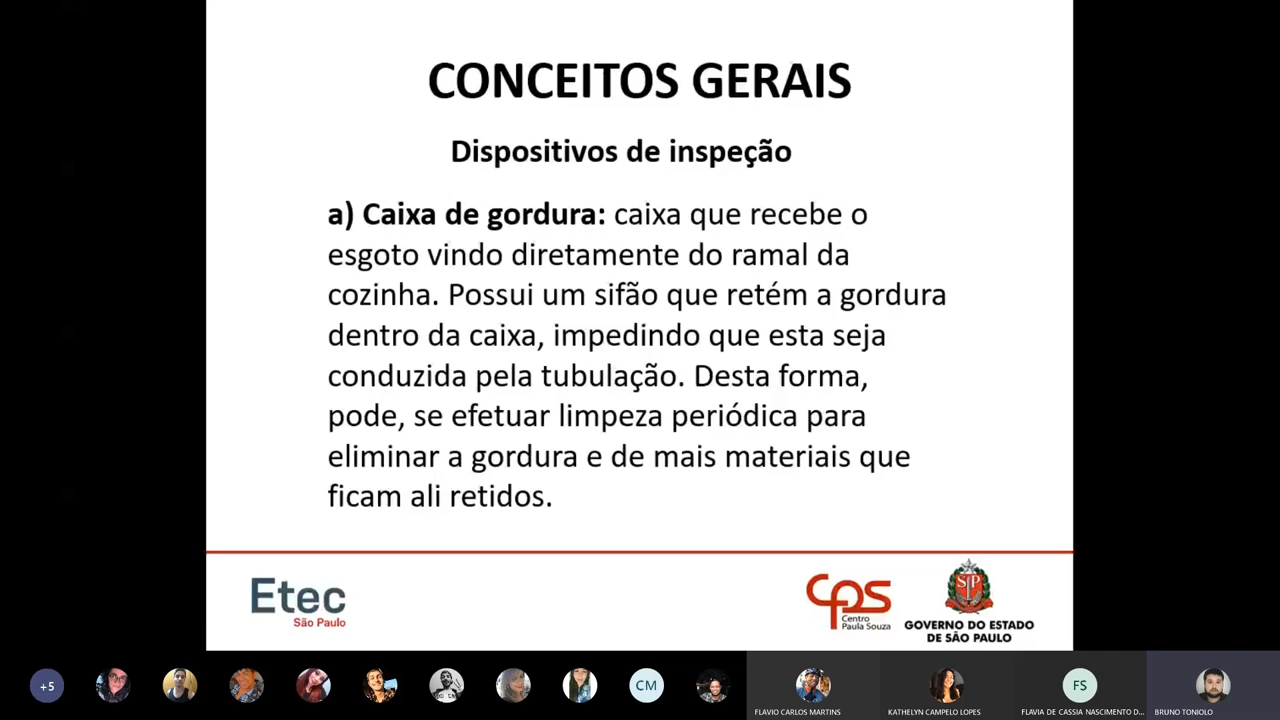 CONCEITOS GERAIS
Dispositivos de inspeção
a) Caixa de gordura: caixa que recebe o
esgoto vindo diretamente do ramal da
cozinha. Possui um sifão que retém a gordura
dentro da caixa, impedindo que esta seja
conduzida pela tubulação. Desta forma,
pode, se efetuar limpeza periódica para
eliminar a gordura e de mais materiais que
ficam ali retidos.
Etec
São Paulo
cps
Centro
Paula Souza
SP
GOVERNO DO ESTADO
DE SÃO PAULO
+5
CM
FLAVIO CARLOS MARTINS
KATHELYN CAMPELO LOPES
FS
FLAVIA DE CASSIA NASCIMENTO D...
BRUNO TONIOLO